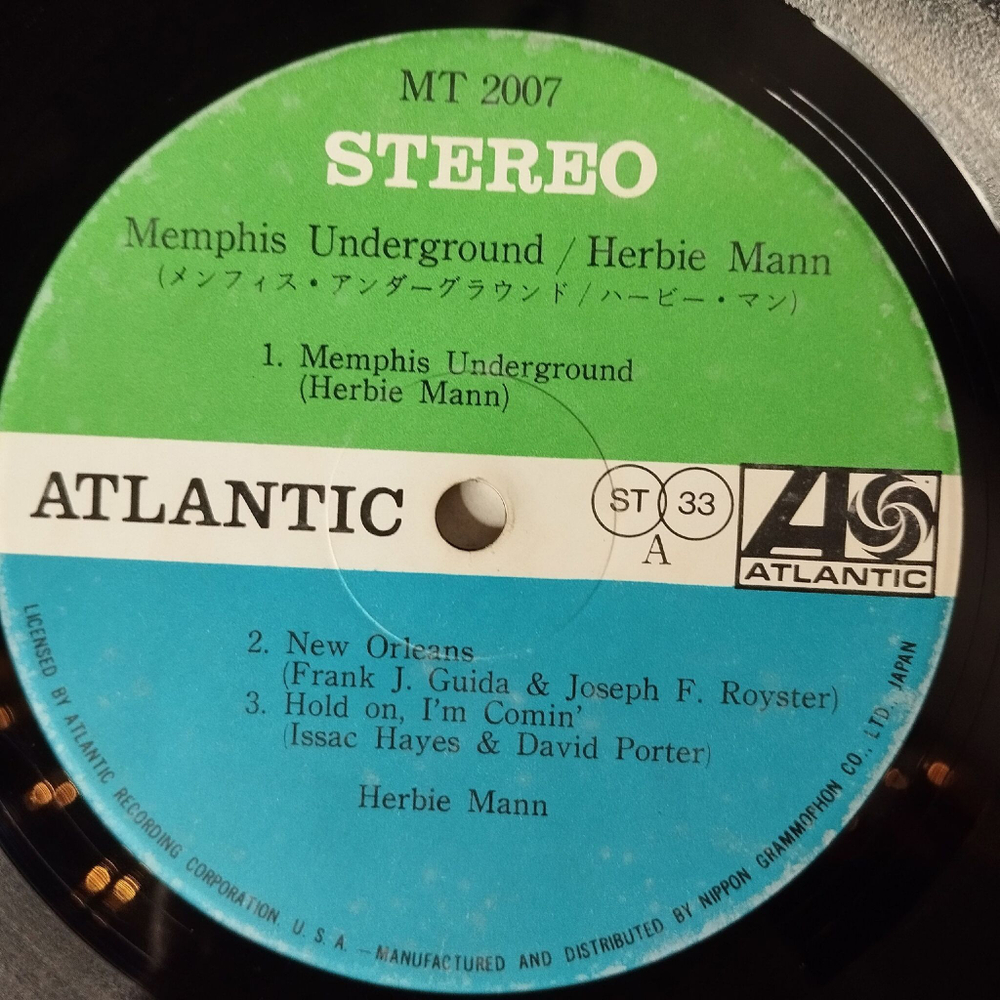 MT 2007
STEREO
Memphis Underground / Herbie Mann
(メンフィス・アンダーグラウンド / ハービー・マン)
1. Memphis Underground
(Herbie Mann)
ATLANTIC
ST 33
A
ATLANTIC
2. New Orleans
(Frank J. Guida & Joseph F. Royster)
3. Hold on, I'm Comin'
(Issac Hayes & David Porter)
Herbie Mann
LICENSED BY ATLANTIC RECORDING CORPORATION. U. S. A. —MANUFACTURED AND DISTRIBUTED BY NIPPON GRAMMOPHON CO., LTD., JAPAN